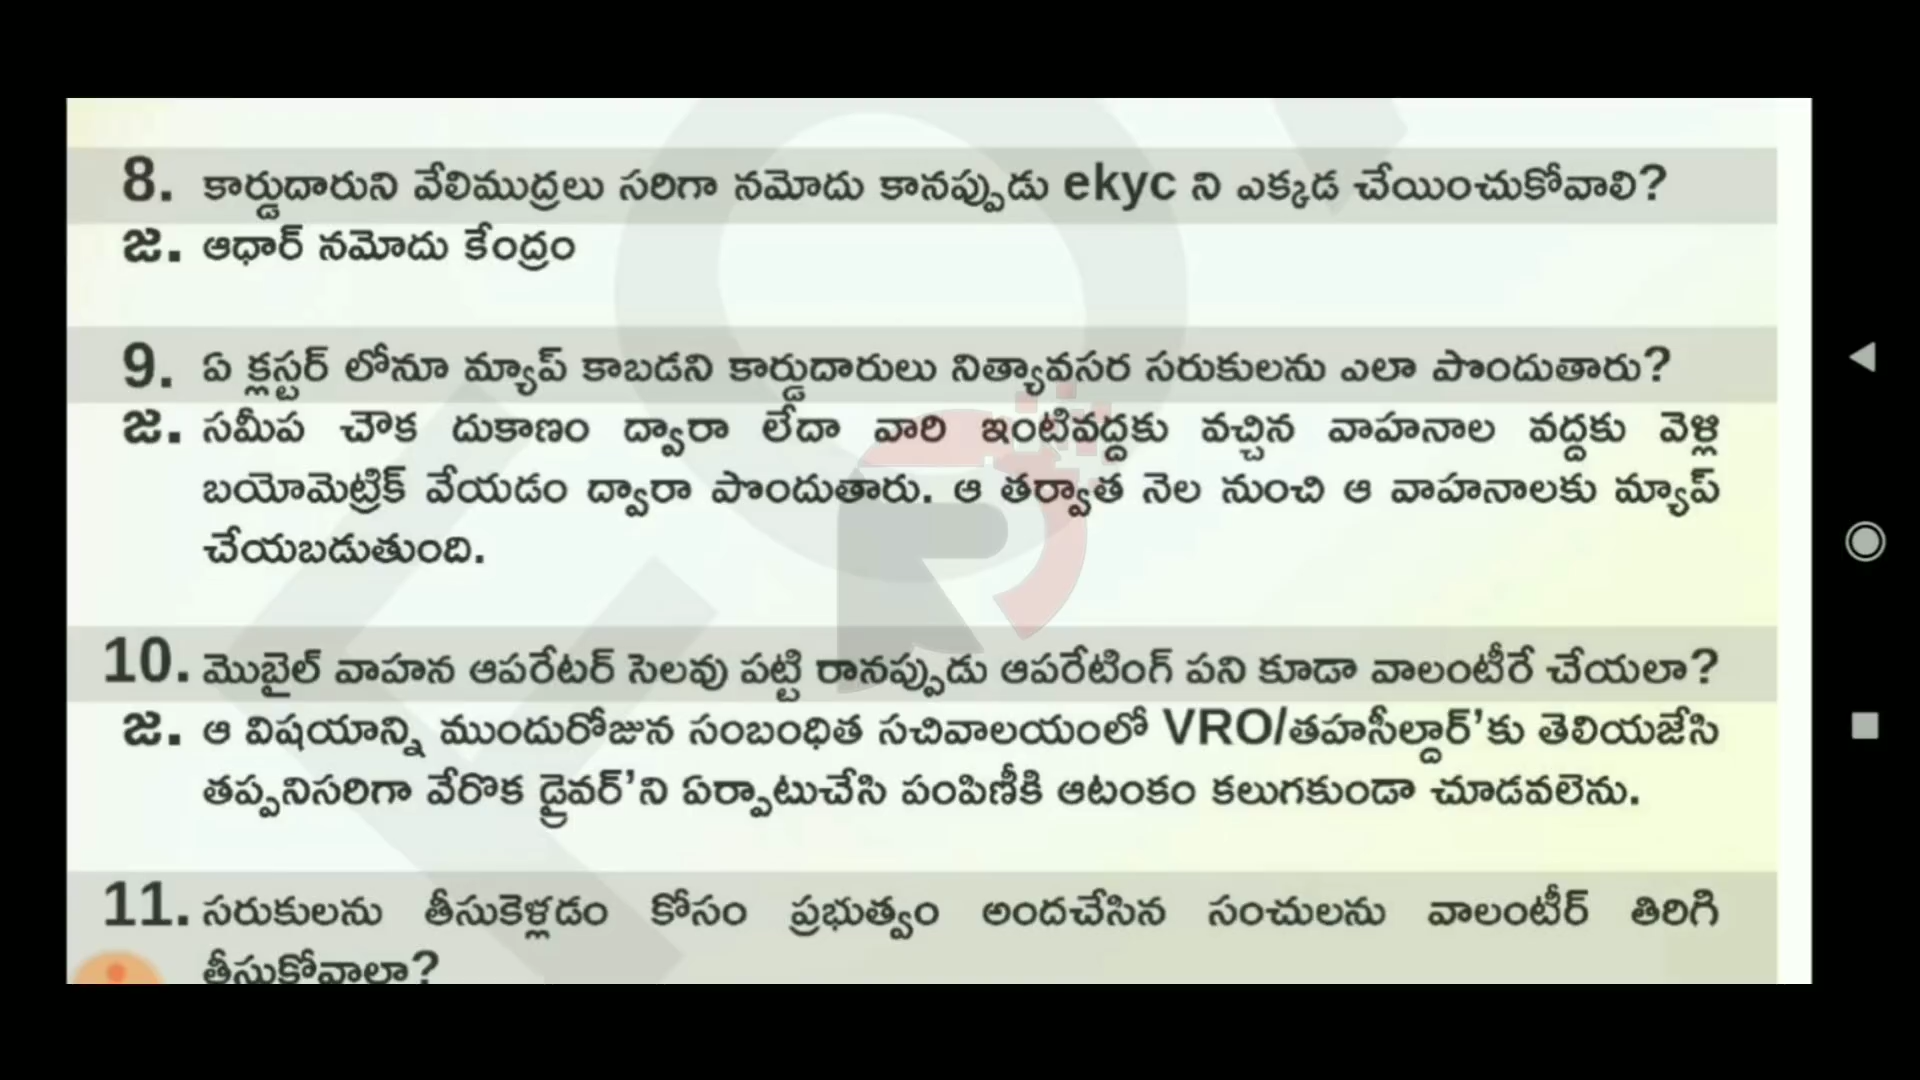 8. కార్డుదారుని వేలిముద్రలు సరిగా నమోదు కానప్పుడు ekyc ని ఎక్కడ చేయించుకోవాలి?
జ. ఆధార్ నమోదు కేంద్రం
9. ఏ క్లస్టర్ లోనూ మ్యాప్ కాబడని కార్డుదారులు నిత్యావసర సరుకులను ఎలా పొందుతారు?
జ. సమీప చౌక దుకాణం ద్వారా లేదా వారి ఇంటివద్దకు వచ్చిన వాహనాల వద్దకు వెళ్లి
బయోమెట్రిక్ వేయడం ద్వారా పొందుతారు. ఆ తర్వాత నెల నుంచి ఆ వాహనాలకు మ్యాప్
చేయబడుతుంది.
10. మొబైల్ వాహన ఆపరేటర్ సెలవు పట్టి రానప్పుడు ఆపరేటింగ్ పని కూడా వాలంటీరే చేయలా?
జ. ఆ విషయాన్ని ముందురోజున సంబంధిత సచివాలయంలో VRO/తహసీల్దార్'కు తెలియజేసి
తప్పనిసరిగా వేరొక డ్రైవర్'ని ఏర్పాటుచేసి పంపిణీకి ఆటంకం కలుగకుండా చూడవలెను.
11. సరుకులను తీసుకెళ్లడం కోసం ప్రభుత్వం అందచేసిన సంచులను వాలంటీర్ తిరిగి
తీసుకోవాలా?